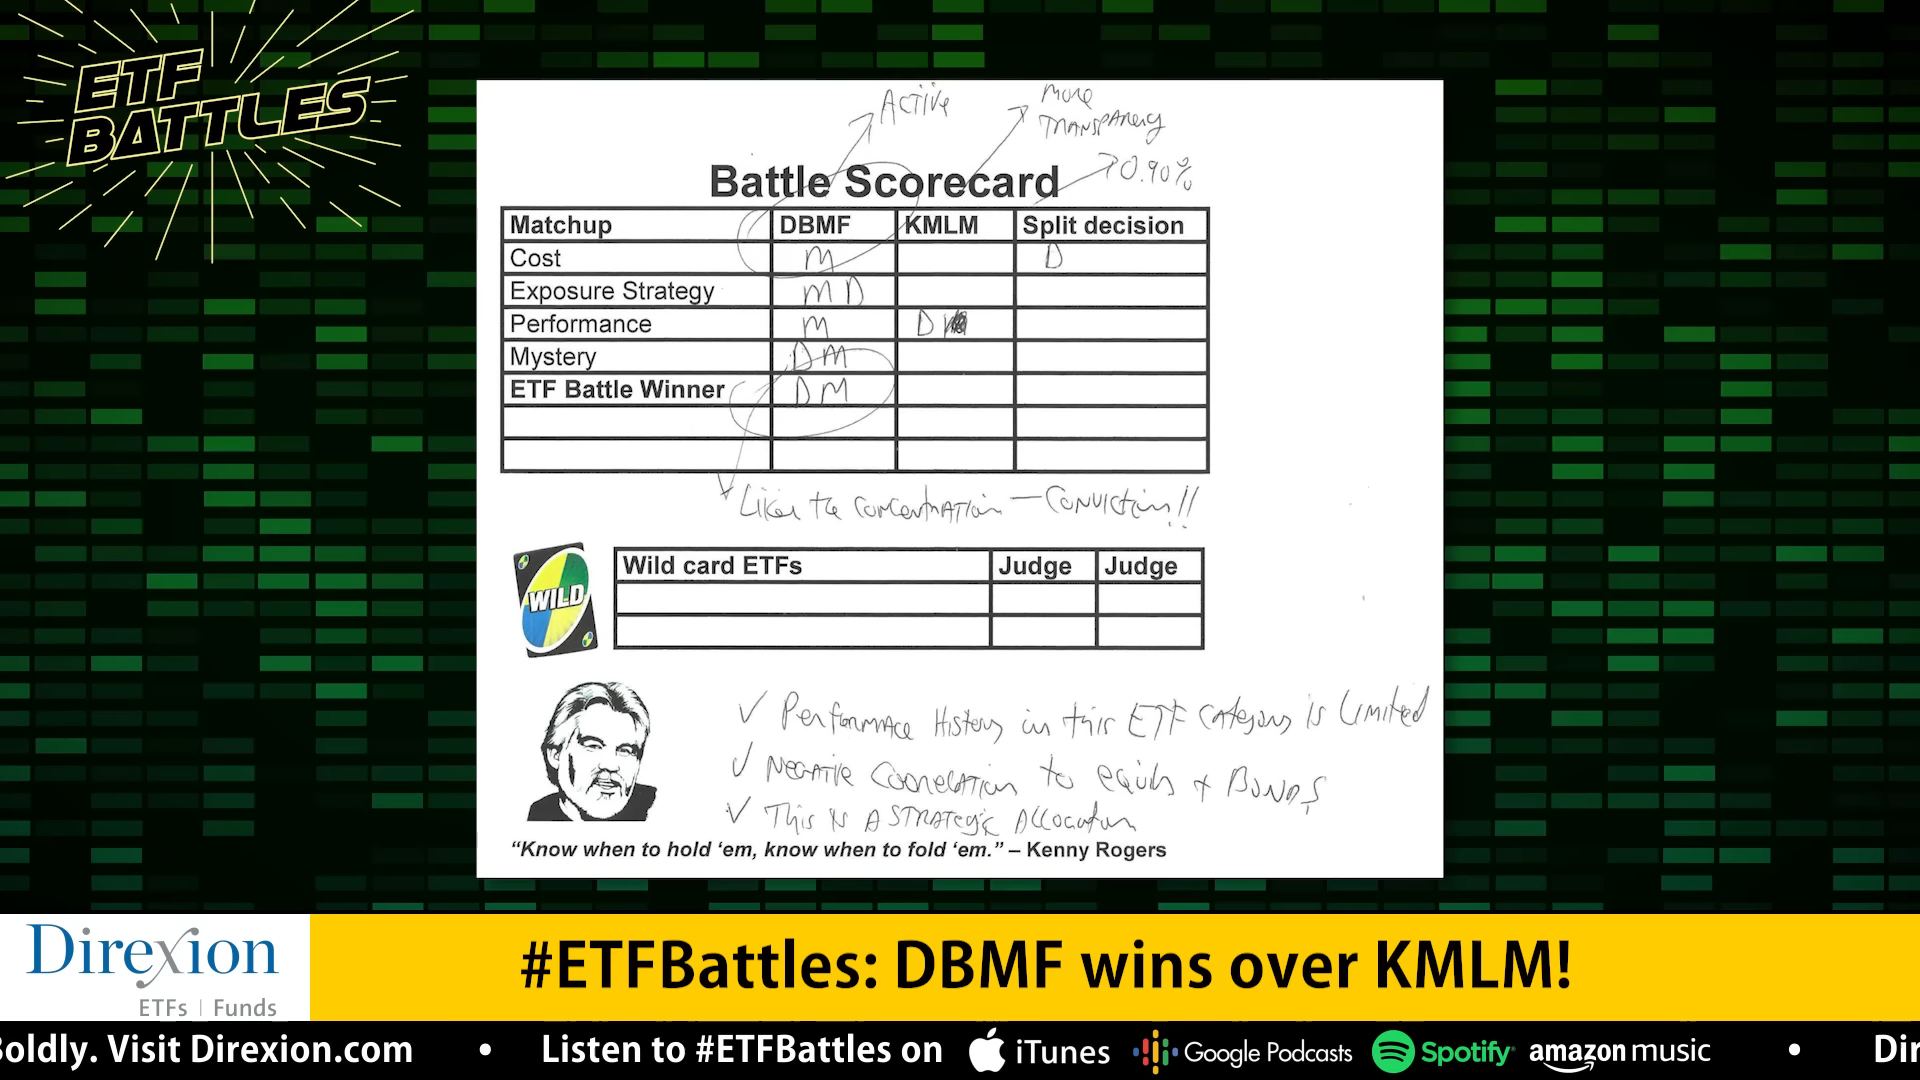 ETF
BATTLES
Active
More
Transparency
0.90%
Battle Scorecard
Matchup DBMF KMLM Split decision
Cost M D
Exposure Strategy M D
Performance M D
Mystery D M
ETF Battle Winner D M
Likes the concentration — Conviction!!
WILD
Wild card ETFs Judge Judge
✓ Performance History in this ETF Category is Limited
✓ Negative Correlation to equity + Bonds
✓ This is A Strategic Allocation
“Know when to hold ‘em, know when to fold ‘em.” – Kenny Rogers
Direxion
ETFs | Funds
#ETFBattles: DBMF wins over KMLM!
Boldly. Visit Direxion.com • Listen to #ETFBattles on iTunes Google Podcasts Spotify amazon music • Dir